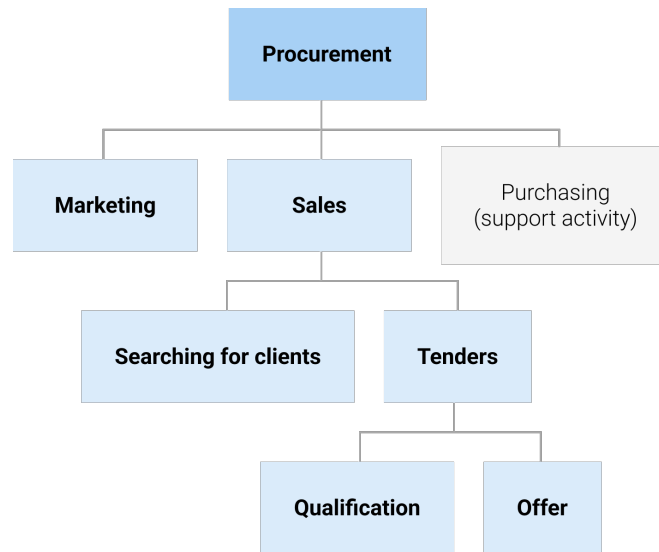 Procurement
Marketing
Sales
Purchasing
(support activity)
Searching for clients
Tenders
Qualification
Offer